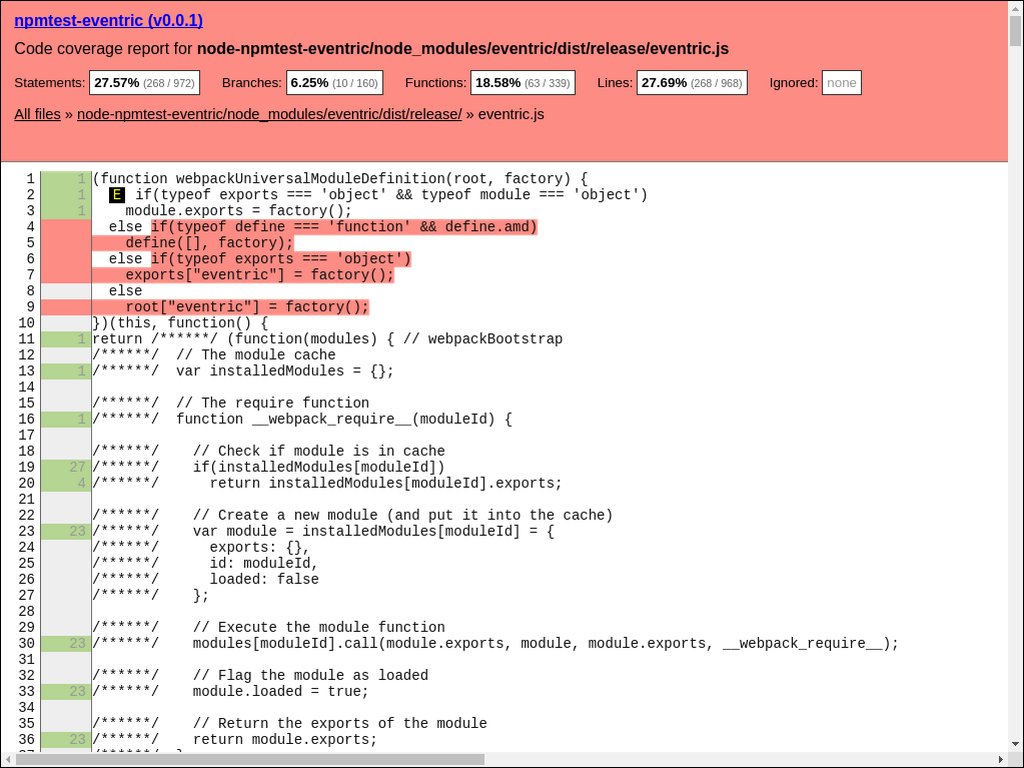 npmtest-eventric (v0.0.1)
Code coverage report for node-npmtest-eventric/node_modules/eventric/dist/release/eventric.js
Statements: 27.57% (268 / 972) Branches: 6.25% (10 / 160) Functions: 18.58% (63 / 339) Lines: 27.69% (268 / 968) Ignored: none
All files » node-npmtest-eventric/node_modules/eventric/dist/release/ » eventric.js
1 1 (function webpackUniversalModuleDefinition(root, factory) {
2 1 E if(typeof exports === 'object' && typeof module === 'object')
3 1 module.exports = factory();
4 else if(typeof define === 'function' && define.amd)
5 define([], factory);
6 else if(typeof exports === 'object')
7 exports["eventric"] = factory();
8 else
9 root["eventric"] = factory();
10 })(this, function() {
11 1 return /******/ (function(modules) { // webpackBootstrap
12 /******/ // The module cache
13 1 /******/ var installedModules = {};
14
15 /******/ // The require function
16 1 /******/ function __webpack_require__(moduleId) {
17
18 /******/ // Check if module is in cache
19 27 /******/ if(installedModules[moduleId])
20 4 /******/ return installedModules[moduleId].exports;
21
22 /******/ // Create a new module (and put it into the cache)
23 23 /******/ var module = installedModules[moduleId] = {
24 /******/ exports: {},
25 /******/ id: moduleId,
26 /******/ loaded: false
27 /******/ };
28
29 /******/ // Execute the module function
30 23 /******/ modules[moduleId].call(module.exports, module, module.exports, __webpack_require__);
31
32 /******/ // Flag the module as loaded
33 23 /******/ module.loaded = true;
34
35 /******/ // Return the exports of the module
36 23 /******/ return module.exports;